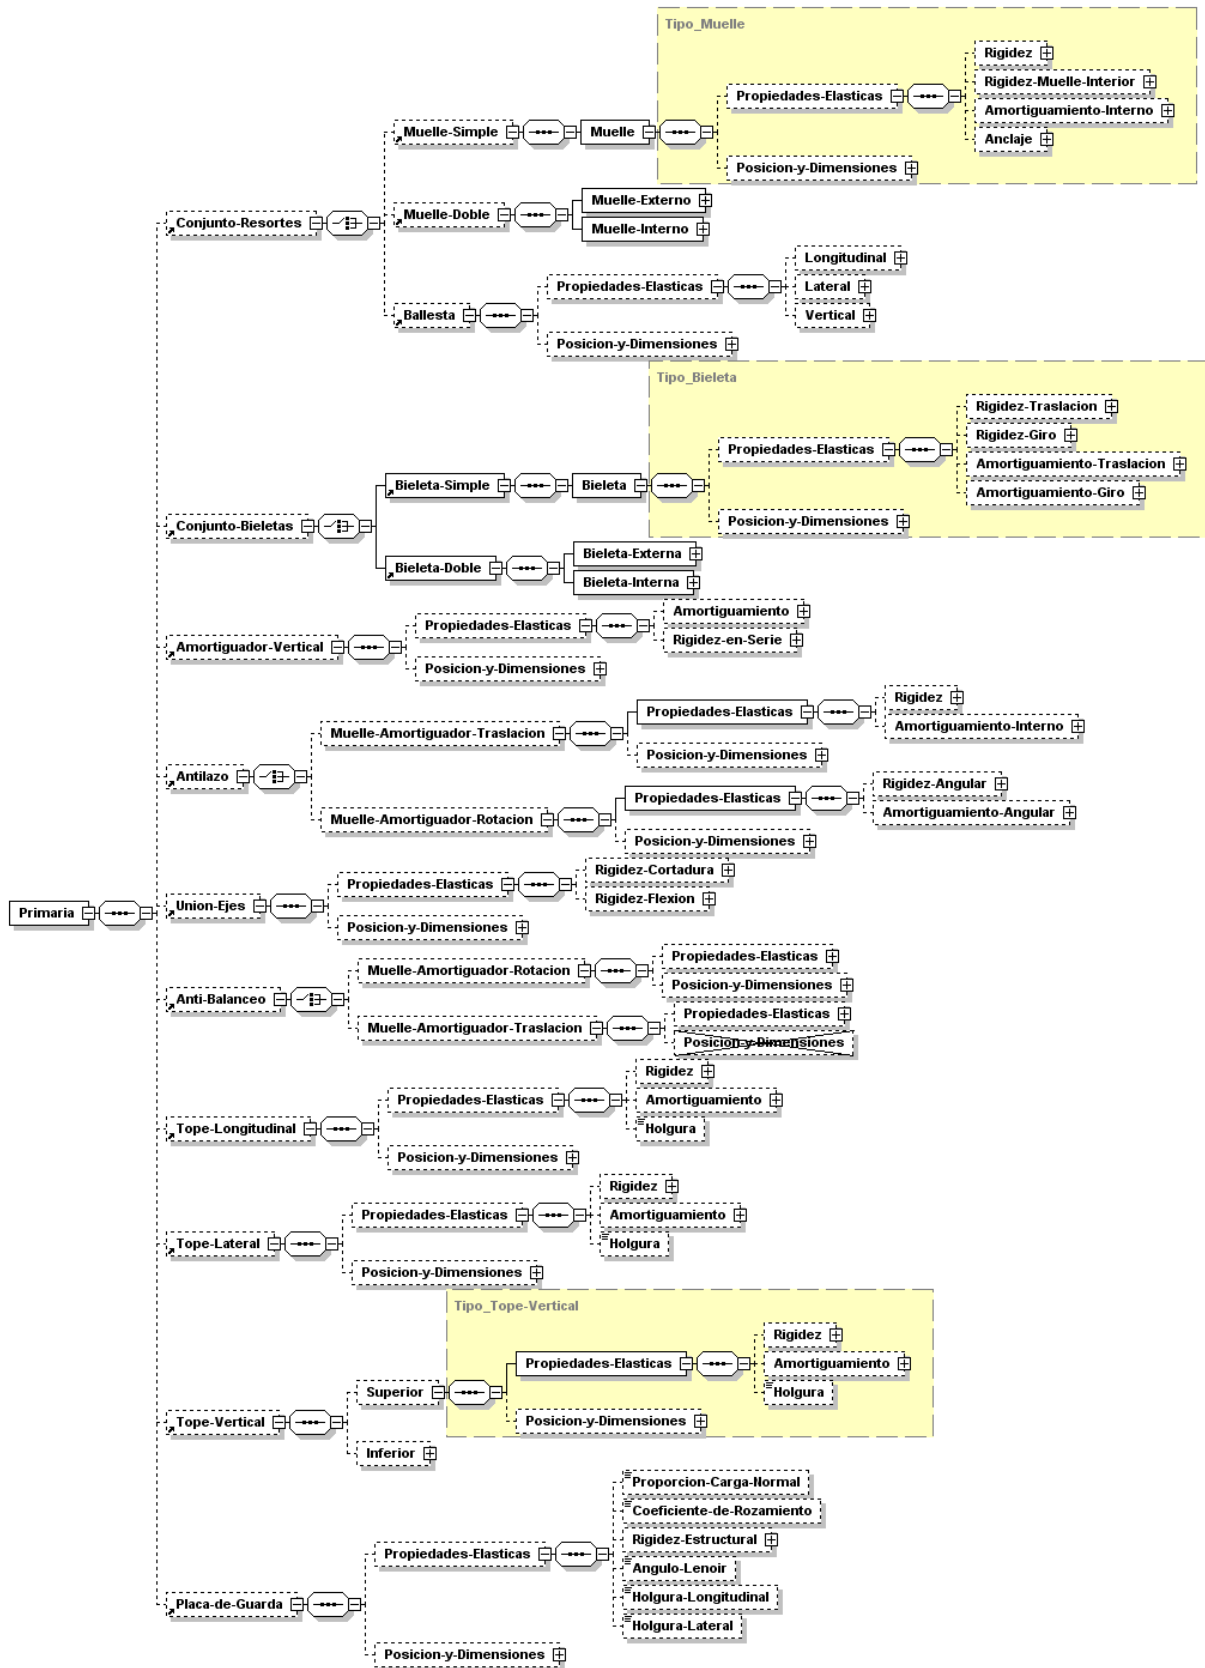 Tipo_Muelle
Rigidez
Rigidez-Muelle-Interior
Propiedades-Elasticas
Amortiguamiento-Interno
Muelle-Simple
Muelle
Anclaje
Posicion-y-Dimensiones
Muelle-Externo
Muelle-Doble
Conjunto-Resortes
Muelle-Interno
Longitudinal
Propiedades-Elasticas
Lateral
Ballesta
Vertical
Posicion-y-Dimensiones
Tipo_Bieleta
Rigidez-Traslacion
Rigidez-Giro
Propiedades-Elasticas
Amortiguamiento-Traslacion
Bieleta-Simple
Bieleta
Amortiguamiento-Giro
Posicion-y-Dimensiones
Conjunto-Bieletas
Bieleta-Externa
Bieleta-Doble
Bieleta-Interna
Amortiguamiento
Propiedades-Elasticas
Rigidez-en-Serie
Amortiguador-Vertical
Posicion-y-Dimensiones
Rigidez
Propiedades-Elasticas
Amortiguamiento-Interno
Muelle-Amortiguador-Traslacion
Posicion-y-Dimensiones
Antilazo
Rigidez-Angular
Propiedades-Elasticas
Amortiguamiento-Angular
Muelle-Amortiguador-Rotacion
Posicion-y-Dimensiones
Rigidez-Cortadura
Propiedades-Elasticas
Rigidez-Flexion
Union-Ejes
Primaria
Posicion-y-Dimensiones
Propiedades-Elasticas
Muelle-Amortiguador-Rotacion
Posicion-y-Dimensiones
Anti-Balanceo
Propiedades-Elasticas
Muelle-Amortiguador-Traslacion
Posicion-y-Dimensiones
Rigidez
Propiedades-Elasticas
Amortiguamiento
Tope-Longitudinal
Holgura
Posicion-y-Dimensiones
Rigidez
Propiedades-Elasticas
Amortiguamiento
Tope-Lateral
Holgura
Posicion-y-Dimensiones
Tipo_Tope-Vertical
Rigidez
Propiedades-Elasticas
Amortiguamiento
Superior
Holgura
Tope-Vertical
Posicion-y-Dimensiones
Inferior
Proporcion-Carga-Normal
Coeficiente-de-Rozamiento
Rigidez-Estructural
Propiedades-Elasticas
Angulo-Lenoir
Holgura-Longitudinal
Placa-de-Guarda
Holgura-Lateral
Posicion-y-Dimensiones